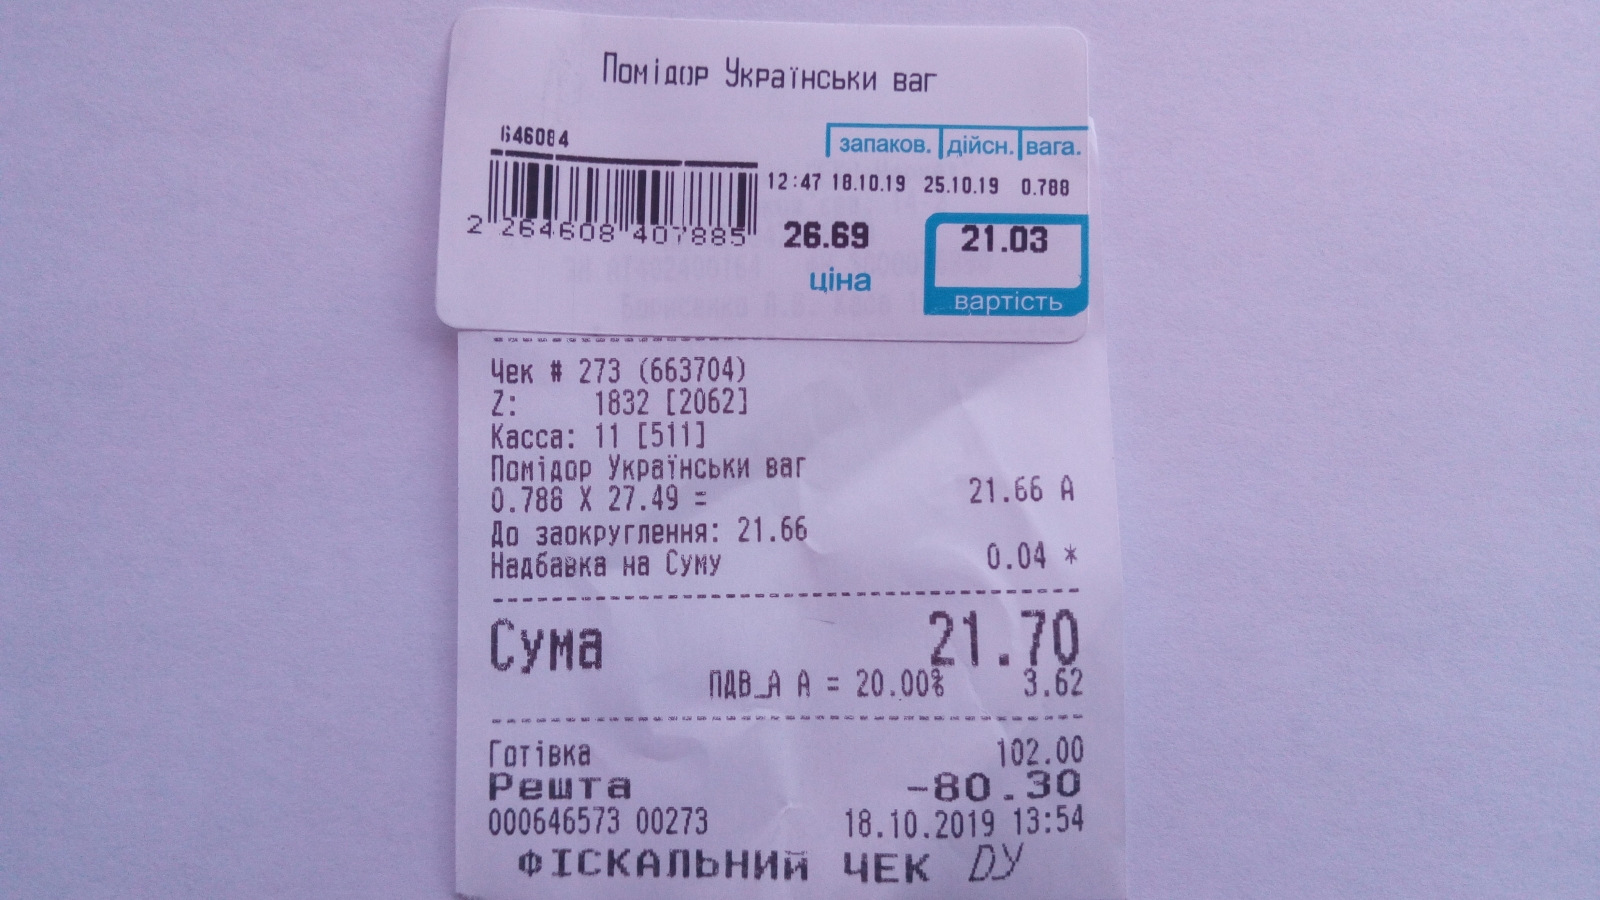 Помідор Українськи ваг
646084
запаков. дійсн. вага.
12:47 18.10.19 25.10.19 0.788
2 264608 407885
26.69 21.03
ціна вартість
Чек # 273 (663704)
Z: 1832 [2062]
Касса: 11 [511]
Помідор Українськи ваг
0.788 X 27.49 = 21.66 А
До заокруглення: 21.66
Надбавка на Суму 0.04 *
Сума 21.70
ПДВ_А А = 20.00% 3.62
Готівка 102.00
Решта -80.30
000646573 00273 18.10.2019 13:54
ФІСКАЛЬНИЙ ЧЕК